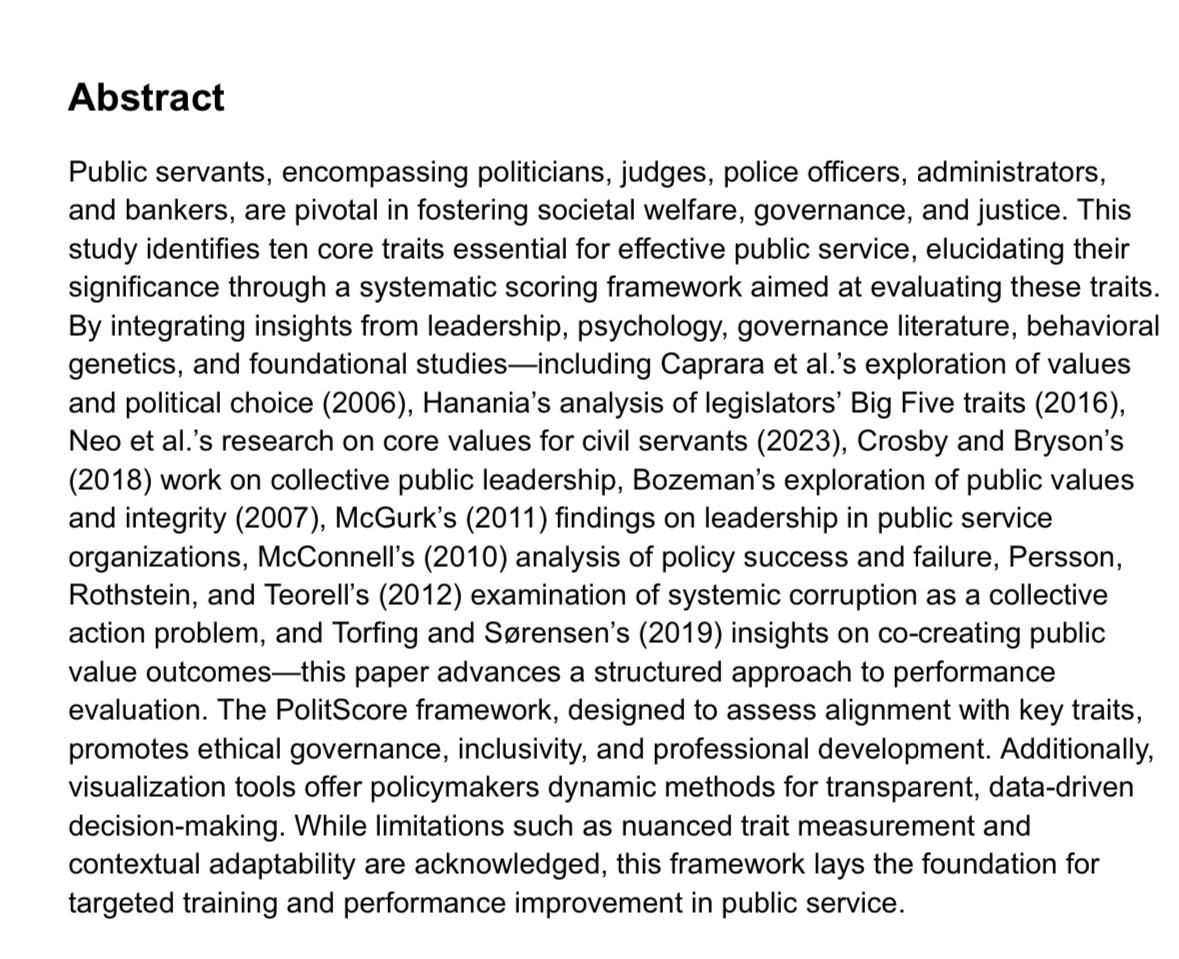 Abstract
Public servants, encompassing politicians, judges, police officers, administrators,
and bankers, are pivotal in fostering societal welfare, governance, and justice. This
study identifies ten core traits essential for effective public service, elucidating their
significance through a systematic scoring framework aimed at evaluating these traits.
By integrating insights from leadership, psychology, governance literature, behavioral
genetics, and foundational studies—including Caprara et al.’s exploration of values
and political choice (2006), Hanania’s analysis of legislators’ Big Five traits (2016),
Neo et al.’s research on core values for civil servants (2023), Crosby and Bryson’s
(2018) work on collective public leadership, Bozeman’s exploration of public values
and integrity (2007), McGurk’s (2011) findings on leadership in public service
organizations, McConnell’s (2010) analysis of policy success and failure, Persson,
Rothstein, and Teorell’s (2012) examination of systemic corruption as a collective
action problem, and Torfing and Sørensen’s (2019) insights on co-creating public
value outcomes—this paper advances a structured approach to performance
evaluation. The PolitScore framework, designed to assess alignment with key traits,
promotes ethical governance, inclusivity, and professional development. Additionally,
visualization tools offer policymakers dynamic methods for transparent, data-driven
decision-making. While limitations such as nuanced trait measurement and
contextual adaptability are acknowledged, this framework lays the foundation for
targeted training and performance improvement in public service.